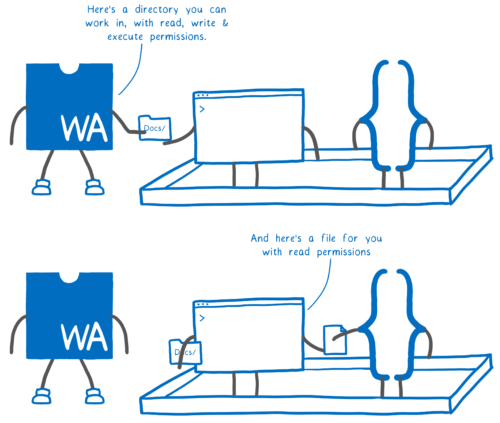 Here's a directory you can
work in, with read, write &
execute permissions.
WA
Docs/
>
And here's a file for you
with read permissions
WA
Docs/
>